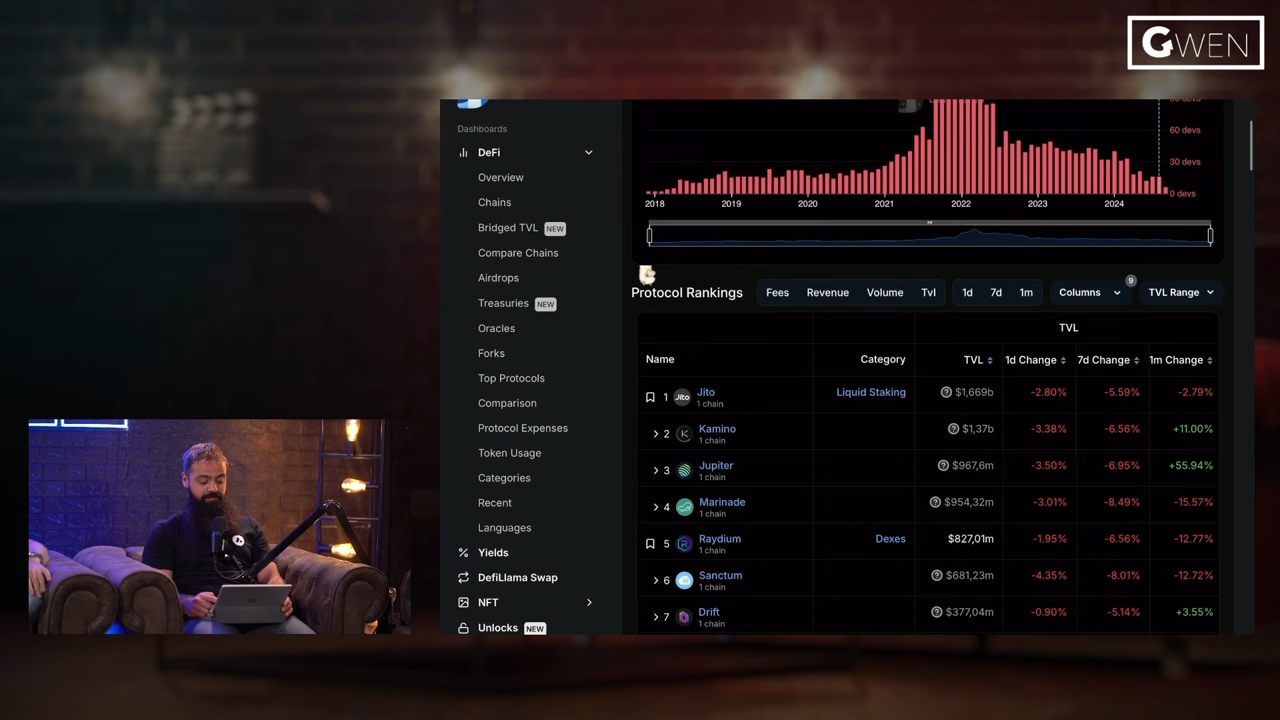 GWEN
Dashboards
DeFi
Overview
Chains
Bridged TVL NEW
Compare Chains
Airdrops
Treasuries NEW
Oracles
Forks
Top Protocols
Comparison
Protocol Expenses
Token Usage
Categories
Recent
Languages
Yields
DefiLlama Swap
NFT
Unlocks NEW
60 devs
30 devs
0 devs
2018 2019 2020 2021 2022 2023 2024
Protocol Rankings Fees Revenue Volume Tvl 1d 7d 1m Columns 9 TVL Range
TVL
Name Category TVL 1d Change 7d Change 1m Change
1 Jito Liquid Staking $1,669b -2.80% -5.59% -2.79%
1 chain
2 Kamino $1,37b -3.38% -6.56% +11.00%
1 chain
3 Jupiter $967,6m -3.50% -6.95% +55.94%
1 chain
4 Marinade $954,32m -3.01% -8.49% -15.57%
1 chain
5 Raydium Dexes $827,01m -1.95% -6.56% -12.77%
1 chain
6 Sanctum $681,23m -4.35% -8.01% -12.72%
1 chain
7 Drift $377,04m -0.90% -5.14% +3.55%
1 chain